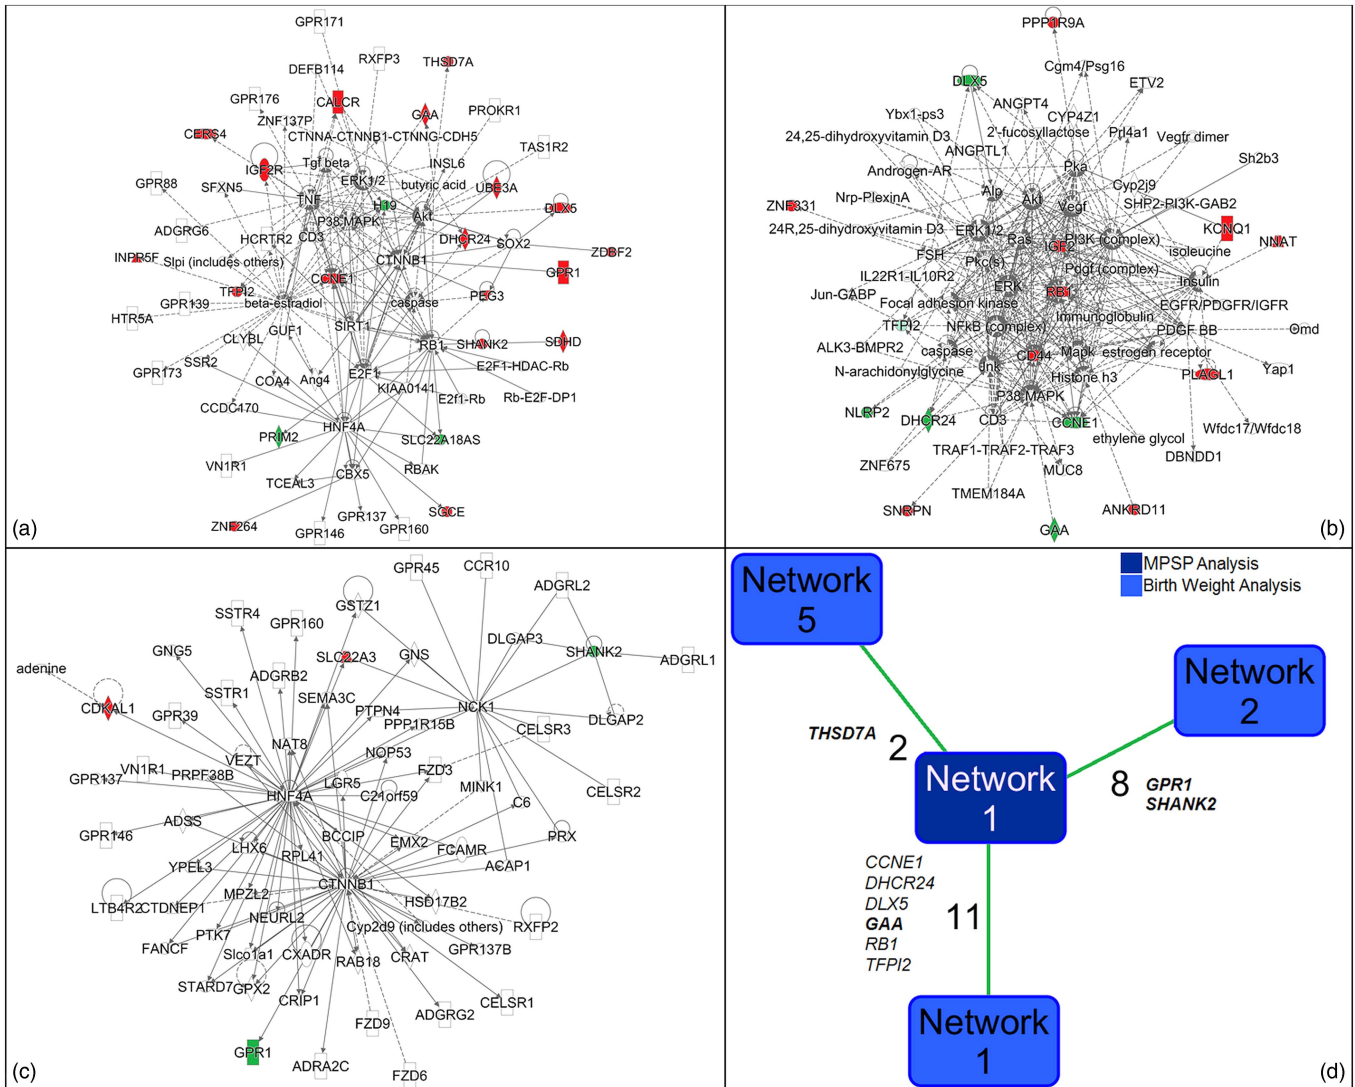 GPR171
RXFP3
THSD7A
DEFB114
GPR176
CALCR
GAA
PROKR1
ZNF137P
CERS4
CTNNA-CTNNB1-CTNNG-CDH5
TAS1R2
IGF2R
Tgf beta
INSL6
ERK1/2
butyric acid
UBE3A
GPR88
SFXN5
TNF
H19
DLX5
P38 MAPK
Akt
ADGRG6
CD3
HCRTR2
DHCR24
SOX2
ZDBF2
INPP5F
Slpi (includes others)
CTNNB1
CCNE1
GPR1
TFPI2
GPR139
beta-estradiol
caspase
PEG3
HTR5A
GUF1
SIRT1
CLYBL
RB1
SHANK2
SDHD
SSR2
E2F1-HDAC-Rb
GPR173
COA4
Ang4
E2F1
KIAA0141
E2f1-Rb
Rb-E2F-DP1
CCDC170
HNF4A
PRIM2
SLC22A18AS
VN1R1
RBAK
TCEAL3
CBX5
ZNF264
GPR137
SGCE
GPR146
GPR160
(a)
PPP1R9A
Cgm4/Psg16
DLX5
ETV2
ANGPT4
Ybx1-ps3
CYP4Z1
24,25-dihydroxyvitamin D3
2'-fucosyllactose
Prl4a1
Vegfr dimer
ANGPTL1
Androgen-AR
Pka
Sh2b3
Nrp-PlexinA
Alp
Akt
Cyp2j9
ZNF331
Vegf
SHP2-PI3K-GAB2
24R,25-dihydroxyvitamin D3
ERK1/2
Ras
KCNQ1
FSH
IGF2
PI3K (complex)
NNAT
Pkc(s)
isoleucine
IL22R1-IL10R2
Pdgf (complex)
Jun-GABP
ERK
RB1
Insulin
Focal adhesion kinase
EGFR/PDGFR/IGFR
TFPI2
NFkB (complex)
Immunoglobulin
PDGF BB
Omd
ALK3-BMPR2
caspase
CD44
Mapk
estrogen receptor
N-arachidonylglycine
Jnk
Histone h3
PLAGL1
Yap1
P38 MAPK
NLRP2
DHCR24
CD3
CCNE1
Wfdc17/Wfdc18
ethylene glycol
ZNF675
TRAF1-TRAF2-TRAF3
DBNDD1
MUC8
TMEM184A
SNRPN
ANKRD11
GAA
(b)
GPR45
CCR10
ADGRL2
GSTZ1
SSTR4
GPR160
DLGAP3
SHANK2
GNG5
SLC22A3
GNS
ADGRL1
adenine
ADGRB2
SSTR1
SEMA3C
CDKAL1
GPR39
PTPN4
NCK1
PPP1R15B
DLGAP2
NAT8
CELSR3
VEZT
NOP53
VN1R1
GPR137
PRPF38B
FZD3
LGR5
HNF4A
C21orf59
MINK1
CELSR2
C6
ADSS
GPR146
BCCIP
EMX2
PRX
LHX6
FCAMR
RPL41
YPEL3
ACAP1
CTNNB1
MPZL2
LTB4R2
CTDNEP1
HSD17B2
NEURL2
Cyp2d9 (includes others)
RXFP2
PTK7
FANCF
Slco1a1
CXADR
RAB18
CRAT
GPR137B
STARD7
GPX2
CRIP1
CELSR1
ADGRG2
FZD9
GPR1
ADRA2C
FZD6
(c)
MPSP Analysis
Birth Weight Analysis
Network
5
Network
2
THSD7A
2
Network
1
8
GPR1
SHANK2
CCNE1
DHCR24
DLX5
GAA
RB1
TFPI2
11
Network
1
(d)